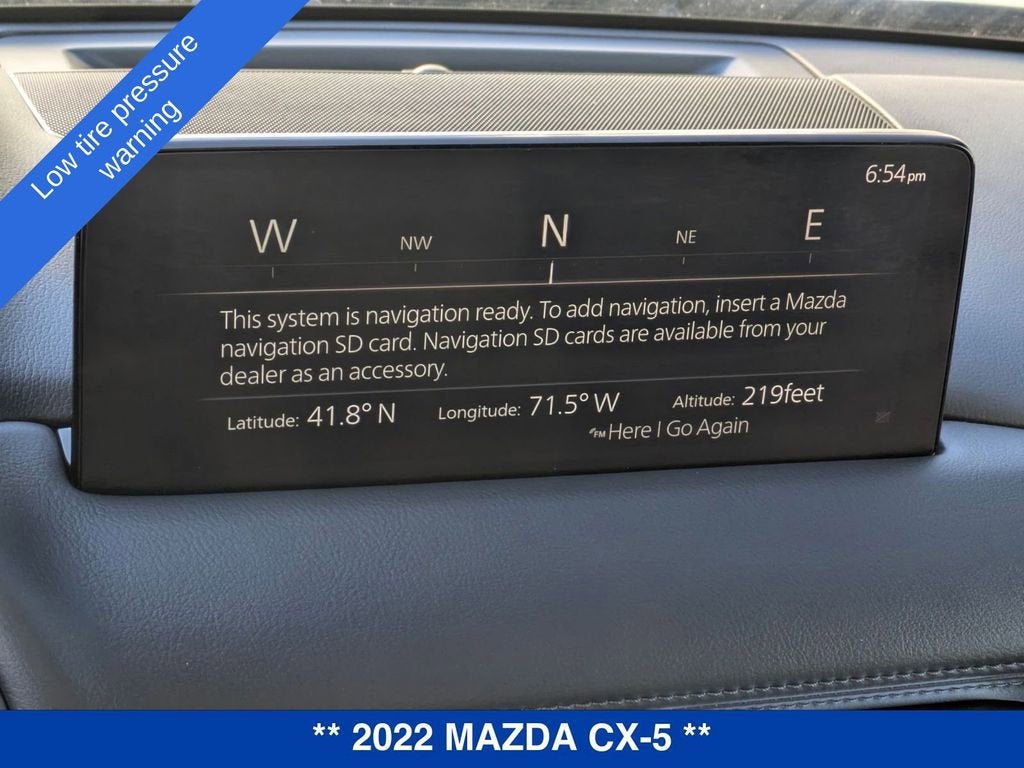 Low tire pressure
warning
6:54pm
W NW N NE E
This system is navigation ready. To add navigation, insert a Mazda
navigation SD card. Navigation SD cards are available from your
dealer as an accessory.
Latitude: 41.8° N Longitude: 71.5° W Altitude: 219feet
FM Here I Go Again
** 2022 MAZDA CX-5 **